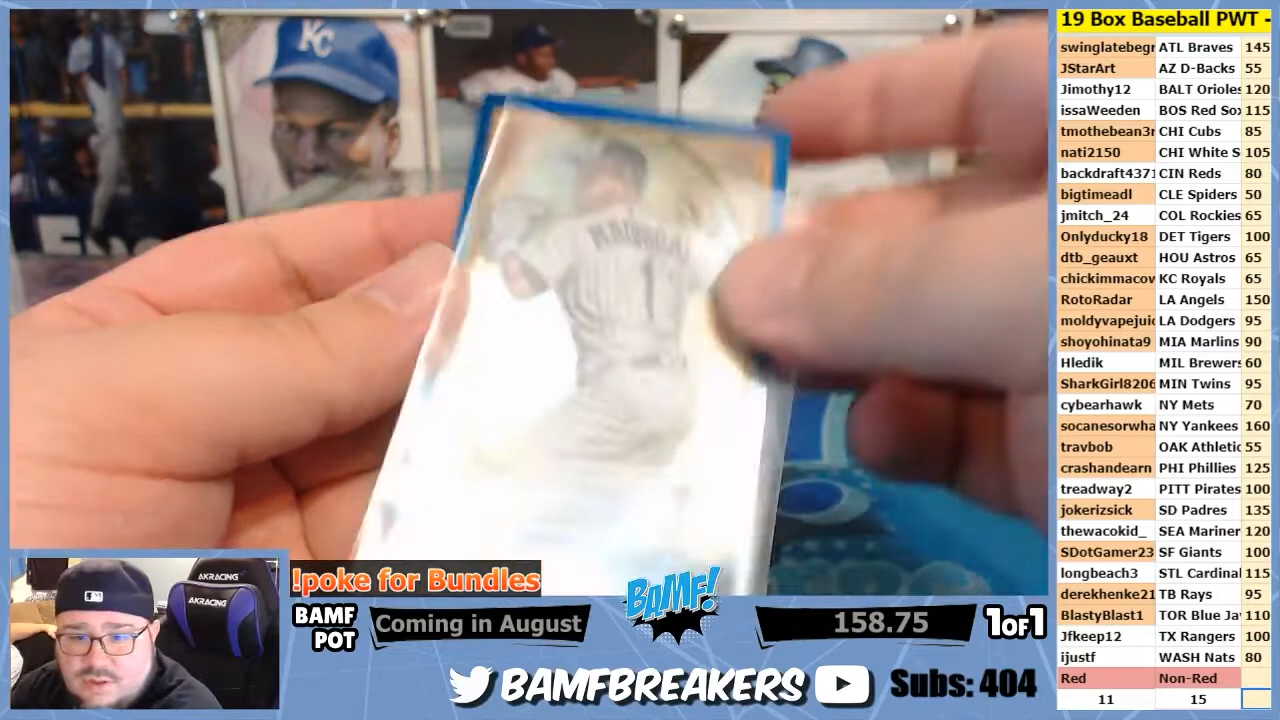 19 Box Baseball PWT -
swinglatebegr ATL Braves 145
JStarArt AZ D-Backs 55
Jimothy12 BALT Orioles 120
issaWeeden BOS Red Sox 115
tmothebean3r CHI Cubs 85
nati2150 CHI White S 105
backdraft4371 CIN Reds 80
bigtimeadl CLE Spiders 50
jmitch_24 COL Rockies 65
Onlyducky18 DET Tigers 100
dtb_geauxt HOU Astros 65
chickimmacov KC Royals 65
RotoRadar LA Angels 150
moldyvapejuic LA Dodgers 95
shoyohinata9 MIA Marlins 90
Hledik MIL Brewers 60
SharkGirl8206 MIN Twins 95
cybearhawk NY Mets 70
socanesorwha NY Yankees 160
travbob OAK Athletic 55
crashandearn PHI Phillies 125
treadway2 PITT Pirates 100
jokerizsick SD Padres 135
thewacokid_ SEA Mariner 120
SDotGamer23 SF Giants 100
longbeach3 STL Cardinal 115
derekhenke21 TB Rays 95
BlastyBlast1 TOR Blue Ja 110
Jfkeep12 TX Rangers 100
ijustf WASH Nats 80
Red Non-Red
11 15
KC
MADRIGAL
1
AKRACING
AKRACING
!poke for Bundles
BAMF POT
Coming in August
BAMF!
158.75
1OF1
BAMFBREAKERS
Subs: 404